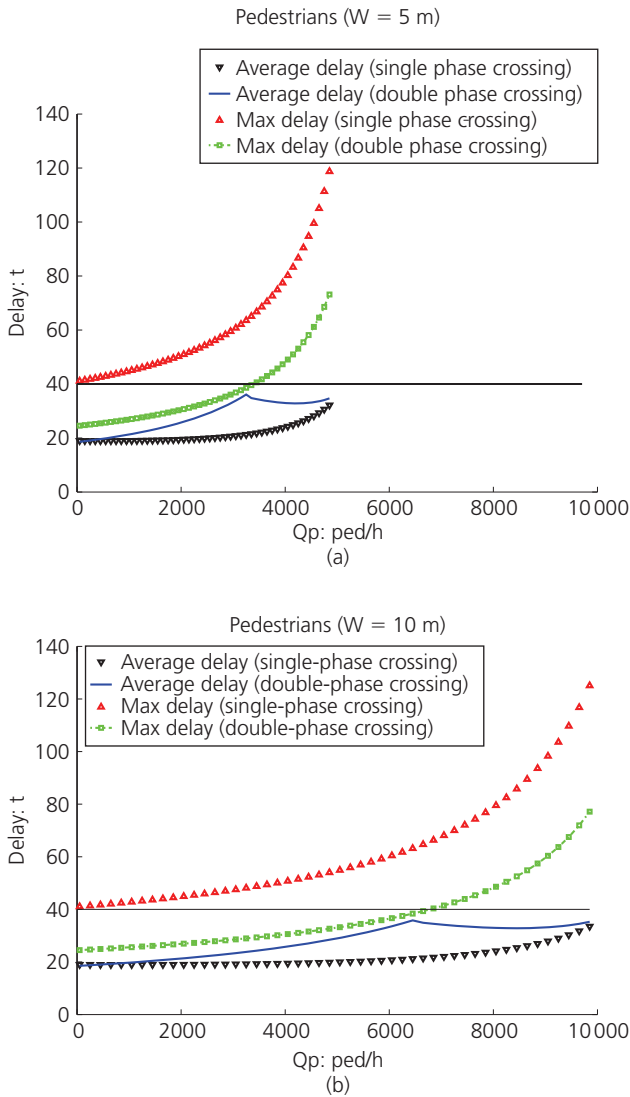 Pedestrians (W = 5 m)
Average delay (single phase crossing)
Average delay (double phase crossing)
Max delay (single phase crossing)
Max delay (double phase crossing)
140
120
100
80
60
40
20
0
Delay: t
0 2000 4000 6000 8000 10 000
Qp: ped/h
(a)
Pedestrians (W = 10 m)
Average delay (single-phase crossing)
Average delay (double-phase crossing)
Max delay (single-phase crossing)
Max delay (double-phase crossing)
140
120
100
80
60
40
20
0
Delay: t
0 2000 4000 6000 8000 10 000
Qp: ped/h
(b)